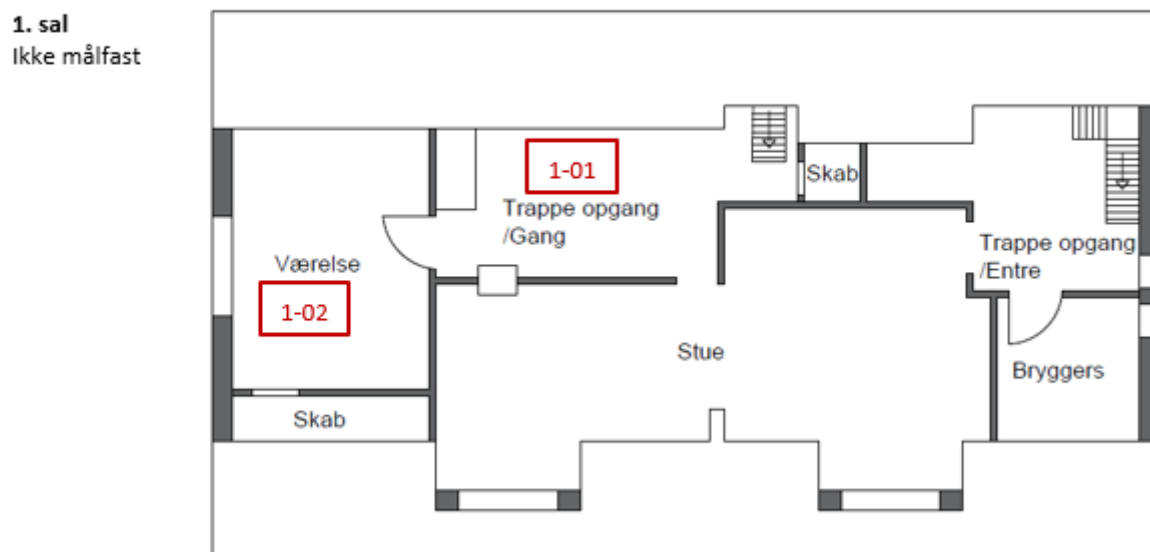 1. sal
Ikke målfast
1-01
Skab
Trappe opgang
/Gang
Trappe opgang
/Entre
Værelse
1-02
Stue
Bryggers
Skab